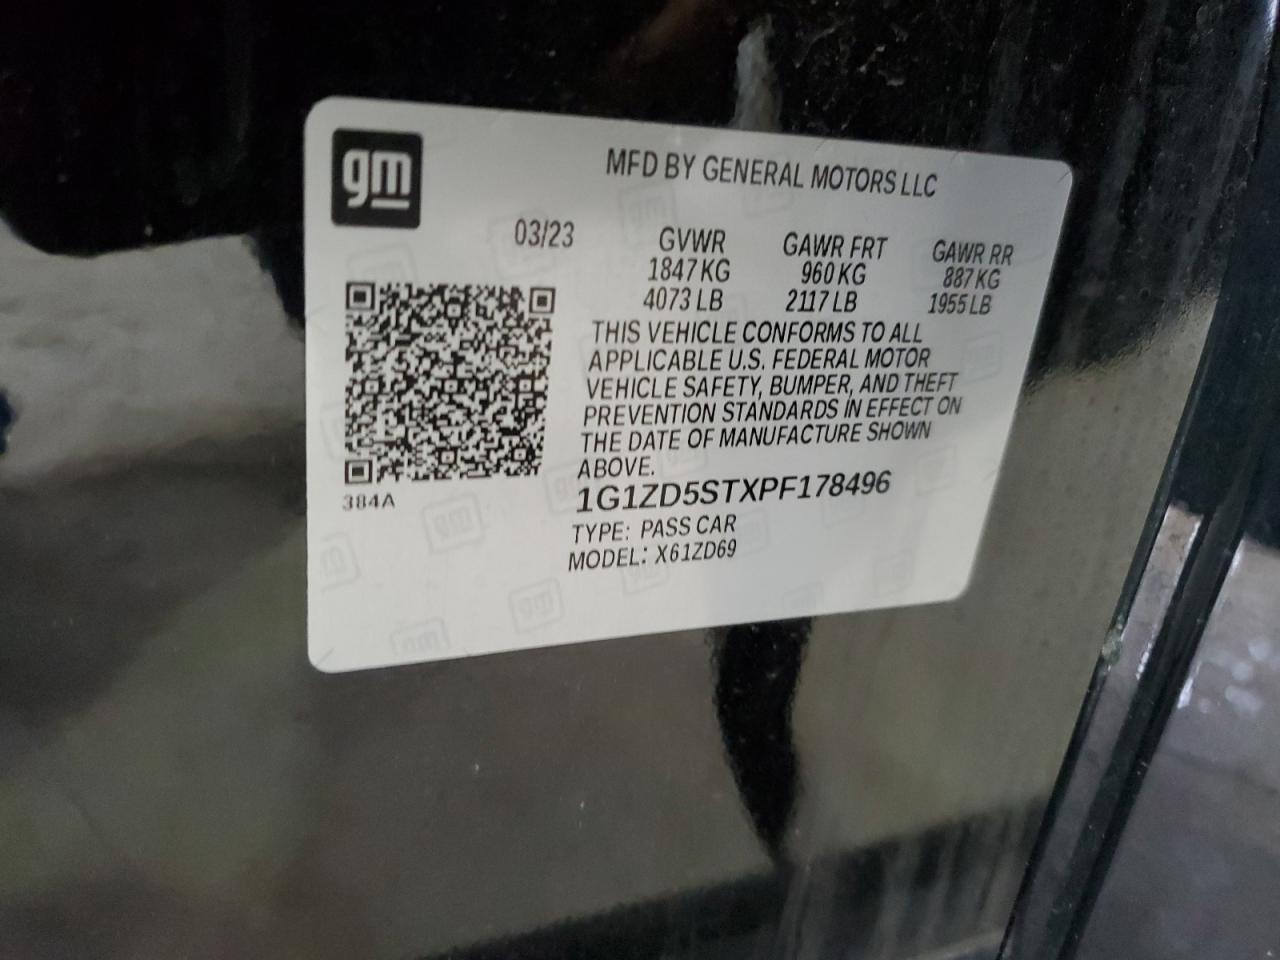 gm
MFD BY GENERAL MOTORS LLC
03/23 GVWR GAWR FRT GAWR RR
1847 KG 960 KG 887 KG
4073 LB 2117 LB 1955 LB
THIS VEHICLE CONFORMS TO ALL
APPLICABLE U.S. FEDERAL MOTOR
VEHICLE SAFETY, BUMPER, AND THEFT
PREVENTION STANDARDS IN EFFECT ON
THE DATE OF MANUFACTURE SHOWN
ABOVE.
384A
1G1ZD5STXPF178496
TYPE: PASS CAR
MODEL: X61ZD69